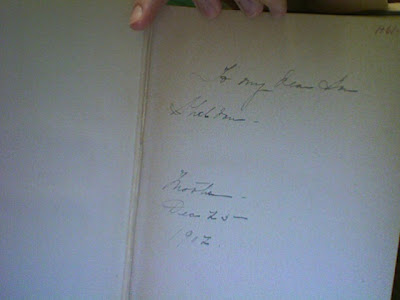 To my Dear Son
Sheldon -
Mother -
Dec 25 -
1912